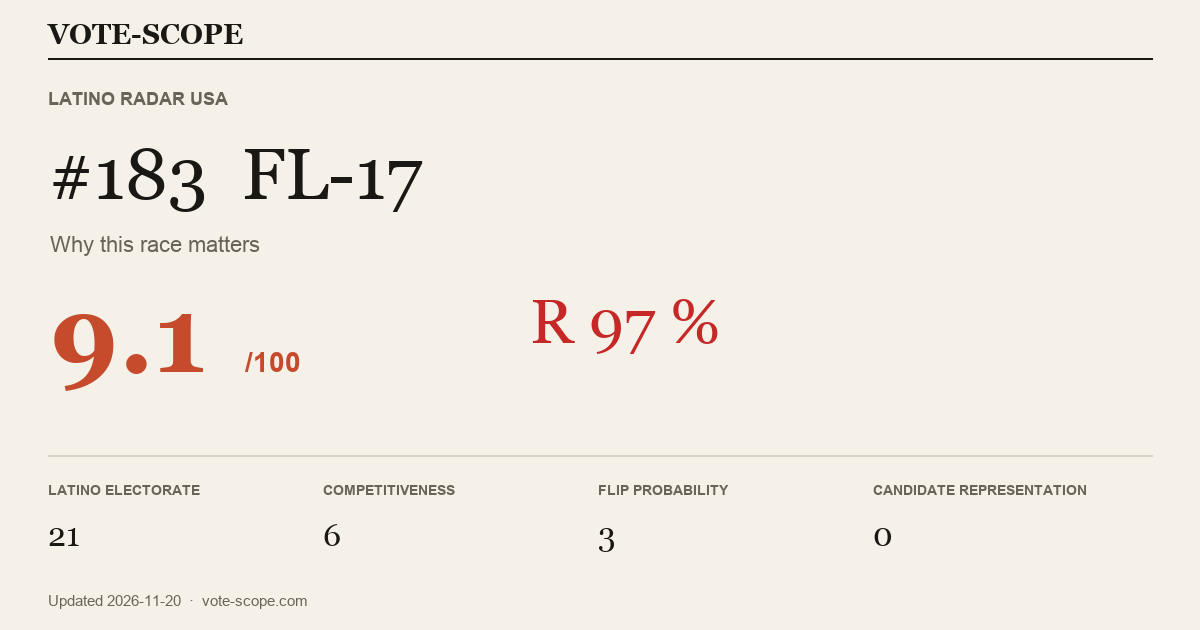 VOTE-SCOPE
LATINO RADAR USA
#183 FL-17
Why this race matters
9.1 /100
R 97 %
LATINO ELECTORATE
COMPETITIVENESS
FLIP PROBABILITY
CANDIDATE REPRESENTATION
21
6
3
0
Updated 2026-11-20 · vote-scope.com